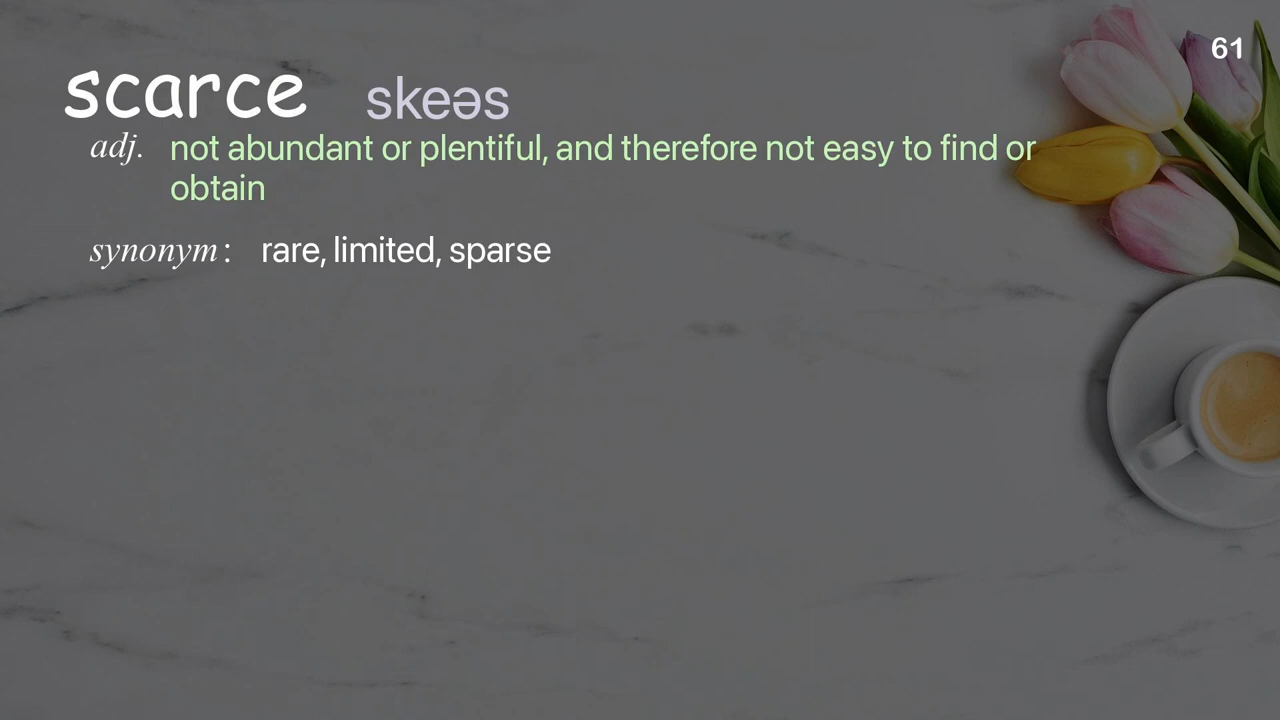 61
scarce skeəs
adj. not abundant or plentiful, and therefore not easy to find or
obtain
synonym : rare, limited, sparse